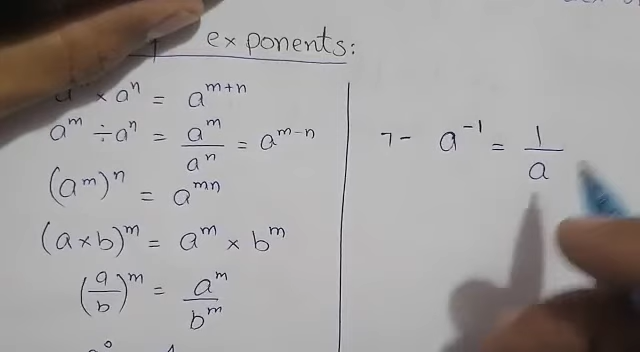 exponents:
× aⁿ = aᵐ⁺ⁿ
aᵐ ÷ aⁿ = aᵐ/aⁿ = aᵐ⁻ⁿ
(aᵐ)ⁿ = aᵐⁿ
(a×b)ᵐ = aᵐ × bᵐ
(a/b)ᵐ = aᵐ/bᵐ
7- a⁻¹ = 1/a